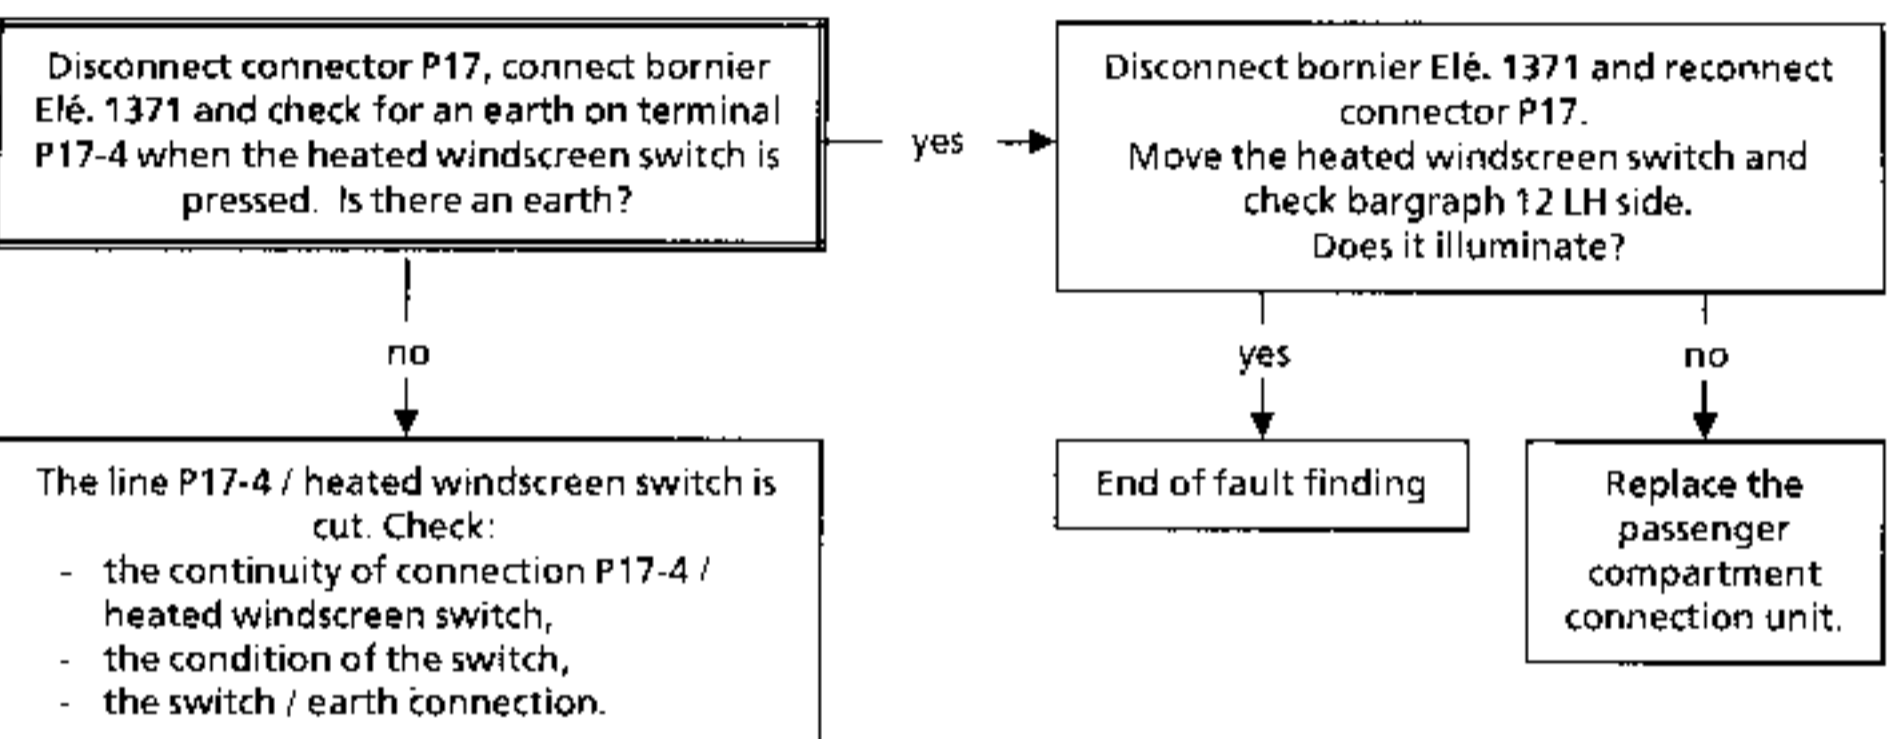 Disconnect connector P17, connect bornier
Elé. 1371 and check for an earth on terminal
P17-4 when the heated windscreen switch is
pressed. Is there an earth?
yes
Disconnect bornier Elé. 1371 and reconnect
connector P17.
Move the heated windscreen switch and
check bargraph 12 LH side.
Does it illuminate?
no
yes
no
The line P17-4 / heated windscreen switch is
cut. Check:
- the continuity of connection P17-4 /
heated windscreen switch,
- the condition of the switch,
- the switch / earth connection.
End of fault finding
Replace the
passenger
compartment
connection unit.